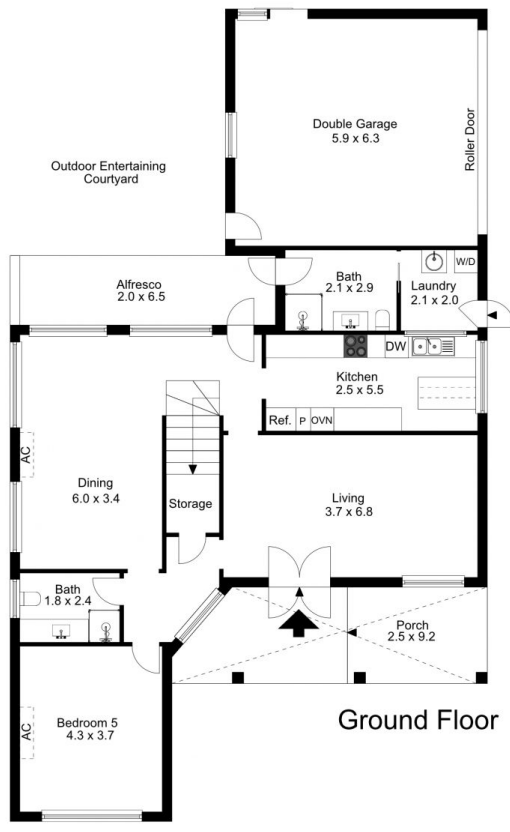 Double Garage
5.9 x 6.3
Roller Door
Outdoor Entertaining
Courtyard
Alfresco
2.0 x 6.5
Bath
2.1 x 2.9
Laundry
2.1 x 2.0
W/D
DW
Kitchen
2.5 x 5.5
Ref.
P
OVN
AC
Dining
6.0 x 3.4
Storage
Living
3.7 x 6.8
Bath
1.8 x 2.4
Porch
2.5 x 9.2
AC
Bedroom 5
4.3 x 3.7
Ground Floor